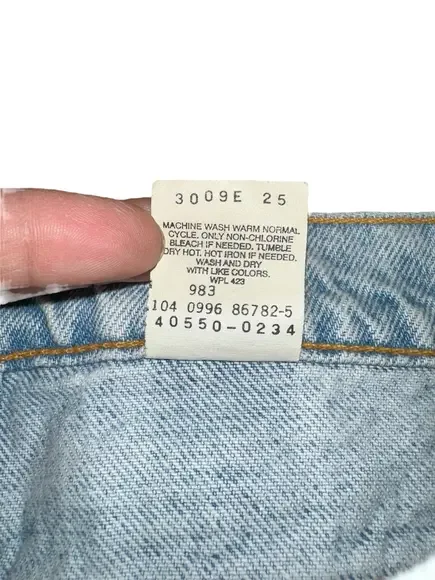 3009E 25
MACHINE WASH WARM NORMAL
CYCLE. ONLY NON-CHLORINE
BLEACH IF NEEDED. TUMBLE
DRY HOT. HOT IRON IF NEEDED.
WASH AND DRY
WITH LIKE COLORS.
WPL 423
983
104 0996 86782-5
40550-0234